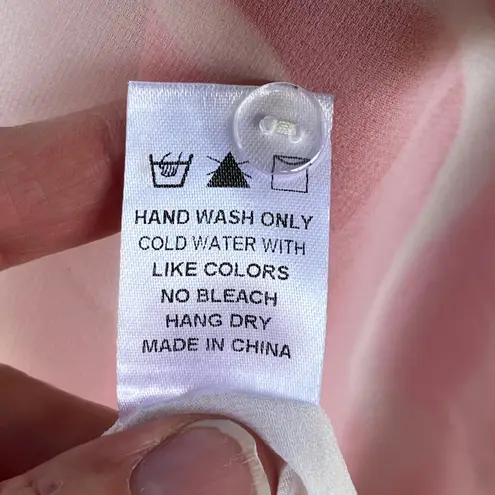 HAND WASH ONLY
COLD WATER WITH
LIKE COLORS
NO BLEACH
HANG DRY
MADE IN CHINA